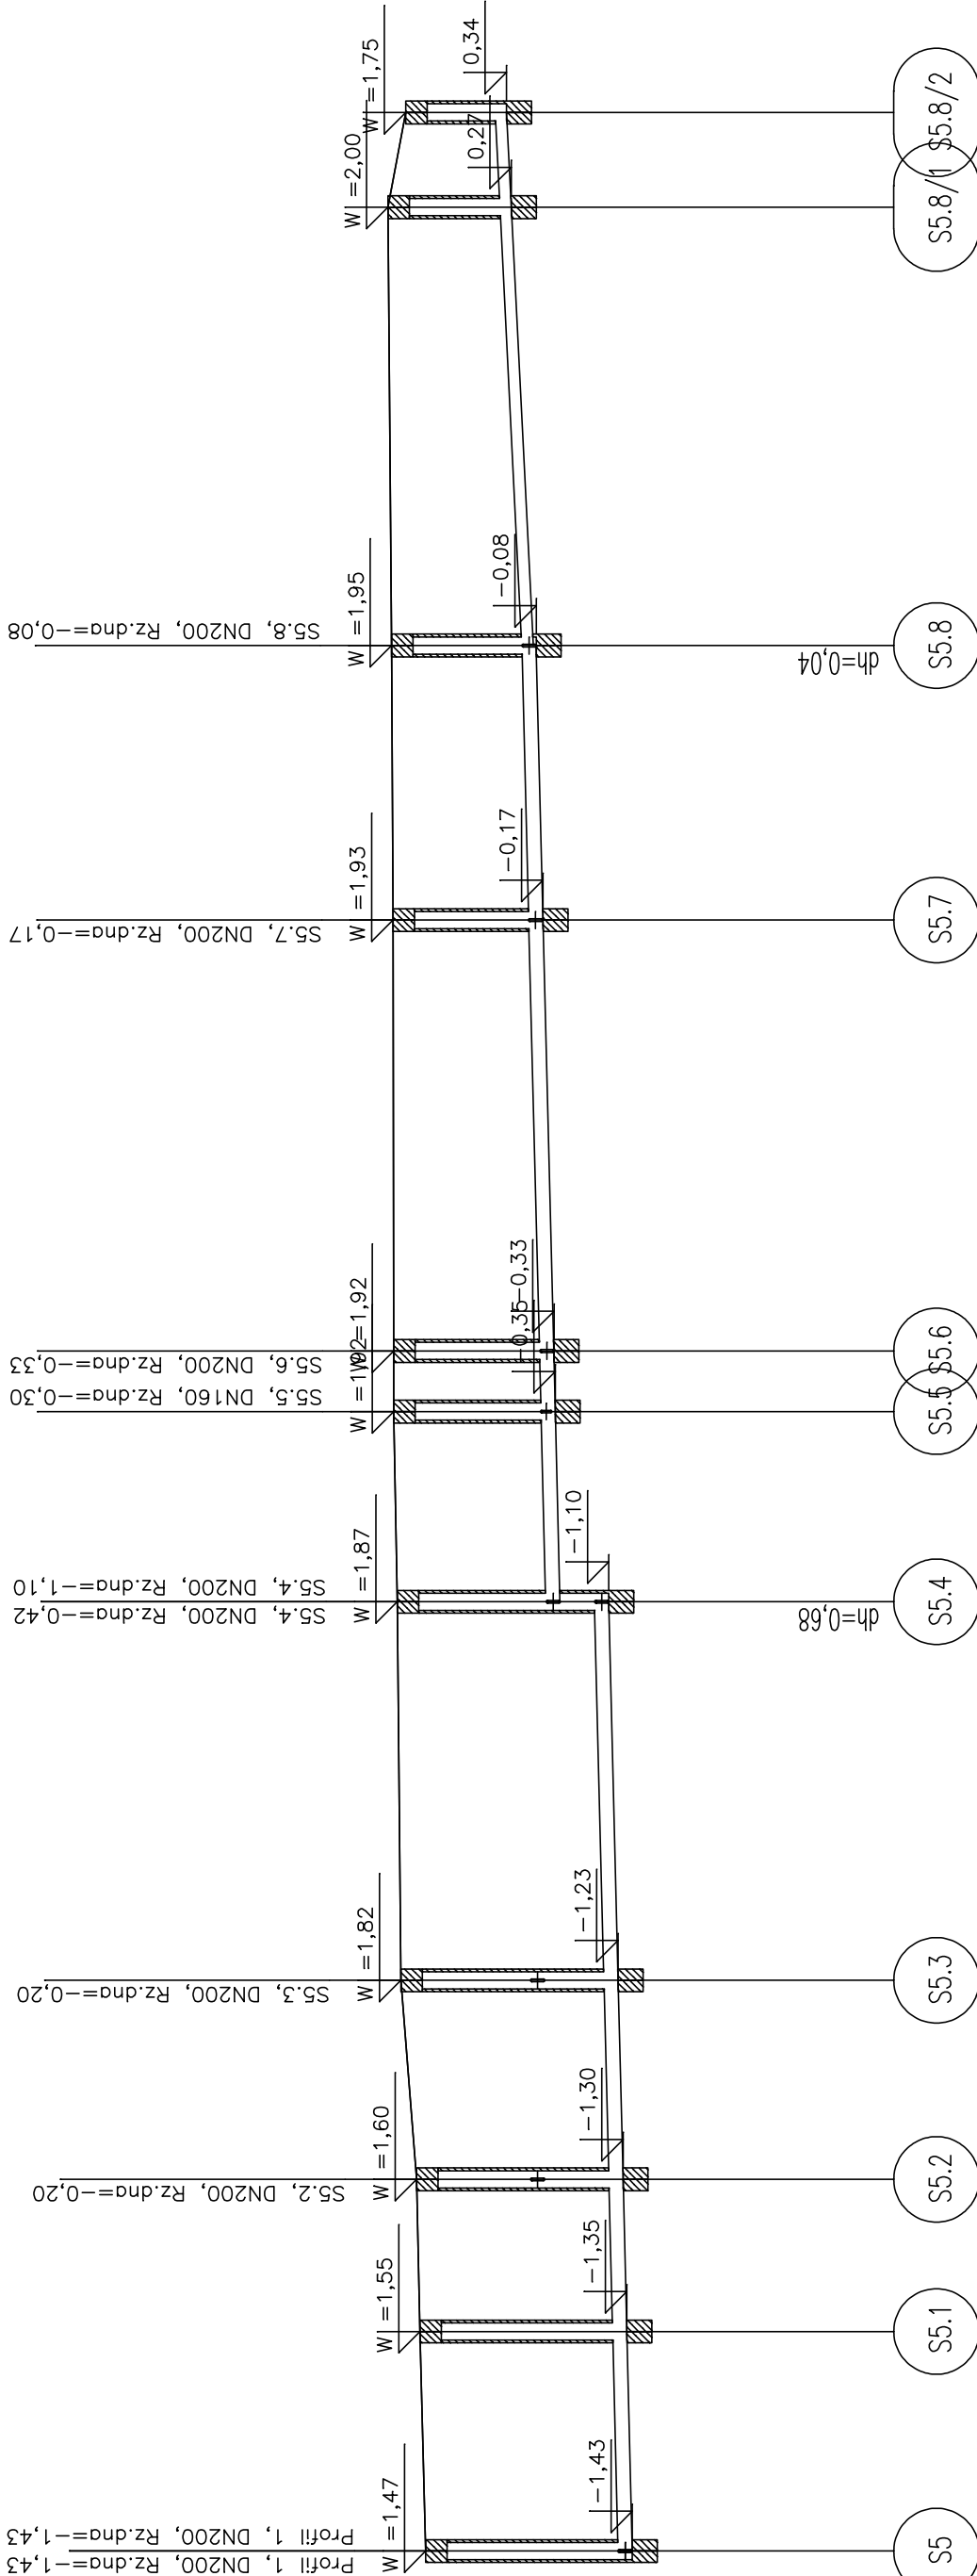 W =1,75
0,34
S5.8/2
W =2,00
0,27
S5.8/1
S5.8, DN200, Rz.dna=-0,08
W =1,95
-0,08
dh=0,04
S5.8
S5.7, DN200, Rz.dna=-0,17
W =1,93
-0,17
S5.7
S5.6, DN200, Rz.dna=-0,33
W =1,92
-0,33
S5.6
S5.5, DN160, Rz.dna=-0,30
W =1,92
-0,35
S5.5
S5.4, DN200, Rz.dna=-1,10
S5.4, DN200, Rz.dna=-0,42
W =1,87
-1,10
dh=0,68
S5.4
S5.3, DN200, Rz.dna=-0,20
W =1,82
-1,23
S5.3
S5.2, DN200, Rz.dna=-0,20
W =1,60
-1,30
S5.2
W =1,55
-1,35
S5.1
Profil 1, DN200, Rz.dna=-1,43
Profil 1, DN200, Rz.dna=-1,43
W =1,47
-1,43
S5